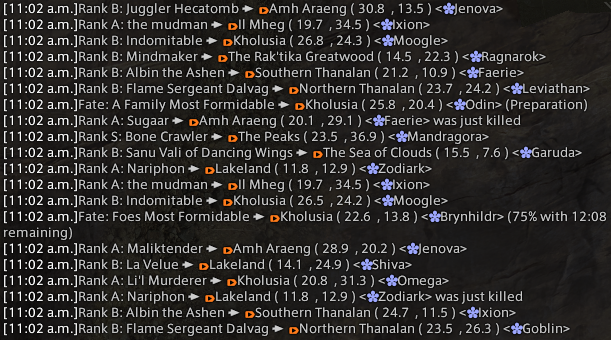 [11:02 a.m.]Rank B: Juggler Hecatomb ➨ Amh Araeng ( 30.8 , 13.5 ) <Jenova>
[11:02 a.m.]Rank A: the mudman ➨ Il Mheg ( 19.7 , 34.5 ) <Ixion>
[11:02 a.m.]Rank B: Indomitable ➨ Kholusia ( 26.8 , 24.3 ) <Moogle>
[11:02 a.m.]Rank B: Mindmaker ➨ The Rak'tika Greatwood ( 14.5 , 22.3 ) <Ragnarok>
[11:02 a.m.]Rank B: Albin the Ashen ➨ Southern Thanalan ( 21.2 , 10.9 ) <Faerie>
[11:02 a.m.]Rank B: Flame Sergeant Dalvag ➨ Northern Thanalan ( 23.7 , 24.2 ) <Leviathan>
[11:02 a.m.]Fate: A Family Most Formidable ➨ Kholusia ( 25.8 , 20.4 ) <Odin> (Preparation)
[11:02 a.m.]Rank A: Sugaar ➨ Amh Araeng ( 20.1 , 29.1 ) <Faerie> was just killed
[11:02 a.m.]Rank S: Bone Crawler ➨ The Peaks ( 23.5 , 36.9 ) <Mandragora>
[11:02 a.m.]Rank B: Sanu Vali of Dancing Wings ➨ The Sea of Clouds ( 15.5 , 7.6 ) <Garuda>
[11:02 a.m.]Rank A: Nariphon ➨ Lakeland ( 11.8 , 12.9 ) <Zodiark>
[11:02 a.m.]Rank A: the mudman ➨ Il Mheg ( 19.7 , 34.5 ) <Ixion>
[11:02 a.m.]Rank B: Indomitable ➨ Kholusia ( 26.5 , 24.2 ) <Moogle>
[11:02 a.m.]Fate: Foes Most Formidable ➨ Kholusia ( 22.6 , 13.8 ) <Brynhildr> (75% with 12:08
remaining)
[11:02 a.m.]Rank A: Maliktender ➨ Amh Araeng ( 28.9 , 20.2 ) <Jenova>
[11:02 a.m.]Rank B: La Velue ➨ Lakeland ( 14.1 , 24.9 ) <Shiva>
[11:02 a.m.]Rank A: Li'l Murderer ➨ Kholusia ( 20.8 , 31.3 ) <Omega>
[11:02 a.m.]Rank A: Nariphon ➨ Lakeland ( 11.8 , 12.9 ) <Zodiark> was just killed
[11:02 a.m.]Rank B: Albin the Ashen ➨ Southern Thanalan ( 24.7 , 11.5 ) <Ixion>
[11:02 a.m.]Rank B: Flame Sergeant Dalvag ➨ Northern Thanalan ( 23.5 , 26.3 ) <Goblin>